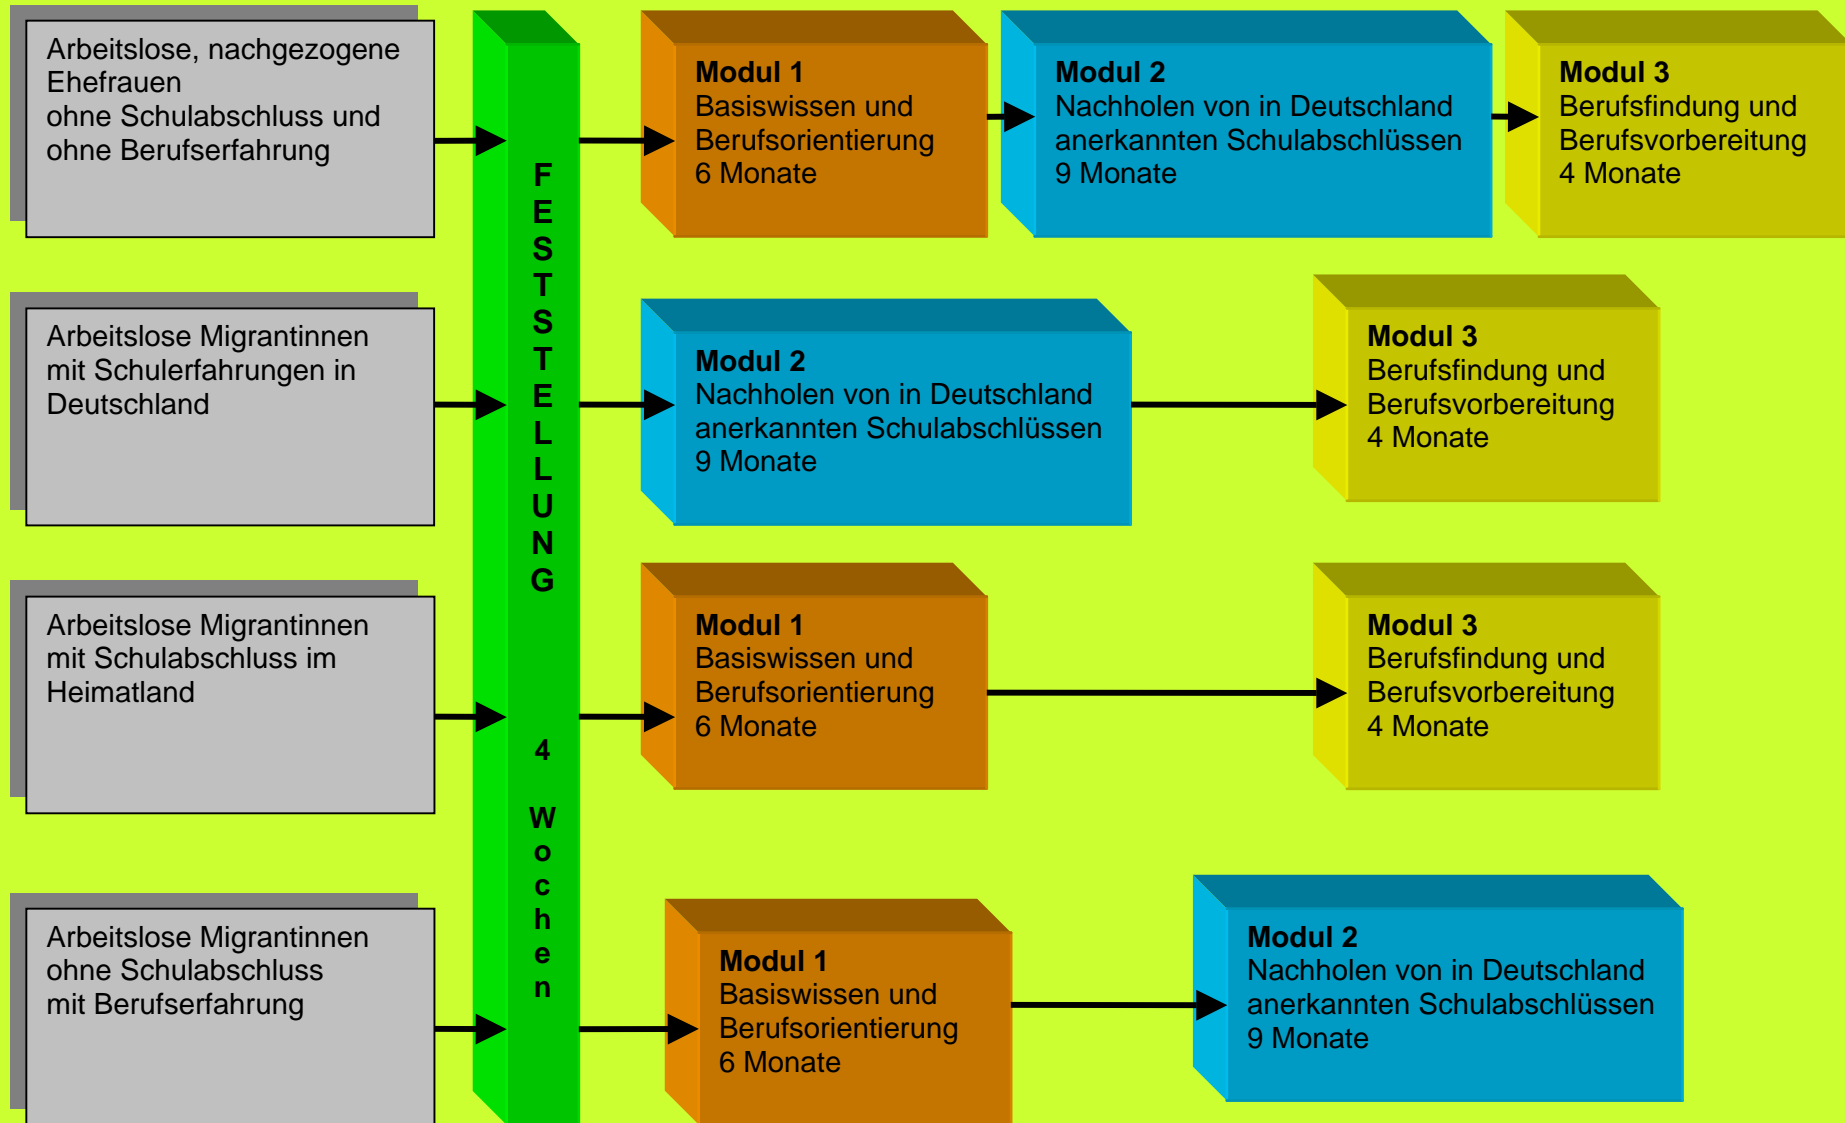 Arbeitslose, nachgezogene
Ehefrauen
ohne Schulabschluss und
ohne Berufserfahrung
FESTSTELLUNG
4
Wochen
Modul 1
Basiswissen und
Berufsorientierung
6 Monate
Modul 2
Nachholen von in Deutschland
anerkannten Schulabschlüssen
9 Monate
Modul 3
Berufsfindung und
Berufsvorbereitung
4 Monate
Arbeitslose Migrantinnen
mit Schulerfahrungen in
Deutschland
Modul 2
Nachholen von in Deutschland
anerkannten Schulabschlüssen
9 Monate
Modul 3
Berufsfindung und
Berufsvorbereitung
4 Monate
Arbeitslose Migrantinnen
mit Schulabschluss im
Heimatland
Modul 1
Basiswissen und
Berufsorientierung
6 Monate
Modul 3
Berufsfindung und
Berufsvorbereitung
4 Monate
Arbeitslose Migrantinnen
ohne Schulabschluss
mit Berufserfahrung
Modul 1
Basiswissen und
Berufsorientierung
6 Monate
Modul 2
Nachholen von in Deutschland
anerkannten Schulabschlüssen
9 Monate